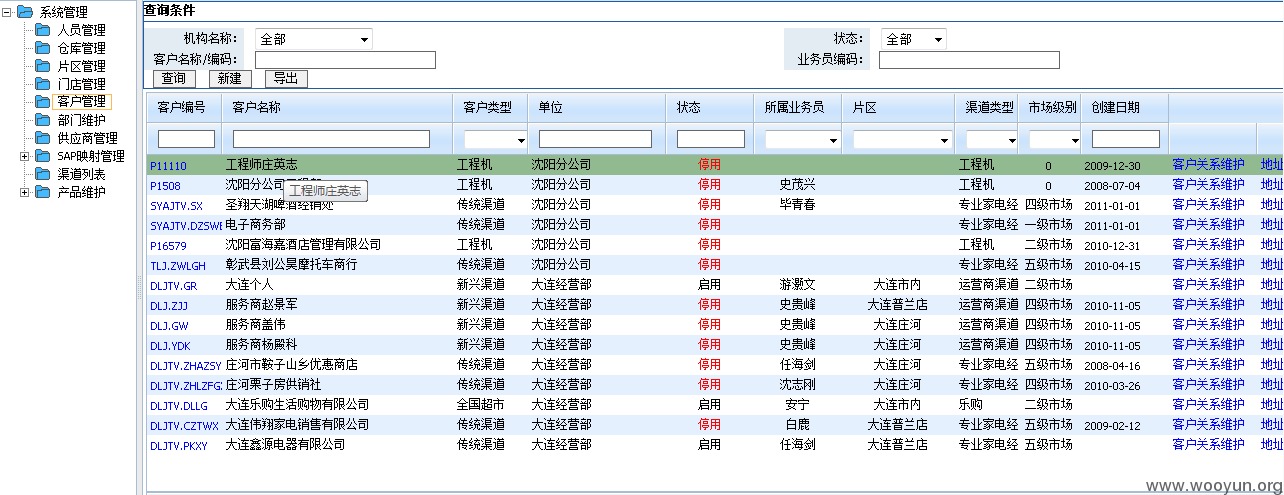 系统管理
人员管理
仓库管理
片区管理
门店管理
客户管理
部门维护
供应商管理
SAP映射管理
渠道列表
产品维护
查询条件
机构名称： 全部 状态： 全部
客户名称/编码： 业务员编码：
查询 新建 导出
客户编号 客户名称 客户类型 单位 状态 所属业务员 片区 渠道类型 市场级别 创建日期
P11110 工程师庄英志 工程机 沈阳分公司 停用 工程机 0 2009-12-30 客户关系维护 地址
P1508 沈阳分公司 工程机 沈阳分公司 停用 史茂兴 工程机 0 2008-07-04 客户关系维护 地址
工程师庄英志
SYAJTV.SX 圣翔天湖啤酒经销处 传统渠道 沈阳分公司 停用 毕青春 专业家电经 四级市场 2011-01-01 客户关系维护 地址
SYAJTV.DZSWE 电子商务部 传统渠道 沈阳分公司 停用 专业家电经 一级市场 2011-01-01 客户关系维护 地址
P16579 沈阳富海嘉酒店管理有限公司 工程机 沈阳分公司 停用 工程机 二级市场 2010-12-31 客户关系维护 地址
TLJ.ZWLGH 彰武县刘公昊摩托车商行 传统渠道 沈阳分公司 停用 专业家电经 五级市场 2010-04-15 客户关系维护 地址
DLJTV.GR 大连个人 新兴渠道 大连经营部 启用 游灏文 大连市内 运营商渠道 二级市场 客户关系维护 地址
DLJ.ZJJ 服务商赵景军 新兴渠道 大连经营部 停用 史贵峰 大连普兰店 运营商渠道 四级市场 2010-11-05 客户关系维护 地址
DLJ.GW 服务商盖伟 新兴渠道 大连经营部 停用 史贵峰 大连庄河 运营商渠道 四级市场 2010-11-05 客户关系维护 地址
DLJ.YDK 服务商杨殿科 新兴渠道 大连经营部 停用 史贵峰 大连庄河 运营商渠道 四级市场 2010-11-05 客户关系维护 地址
DLJTV.ZHAZSY 庄河市鞍子山乡优惠商店 传统渠道 大连经营部 停用 任海剑 大连庄河 专业家电经 五级市场 2008-04-16 客户关系维护 地址
DLJTV.ZHLZFG 庄河栗子房供销社 传统渠道 大连经营部 停用 沈志刚 大连庄河 专业家电经 四级市场 2010-03-26 客户关系维护 地址
DLJTV.DLLG 大连乐购生活购物有限公司 全国超市 大连经营部 启用 安宁 大连市内 乐购 二级市场 客户关系维护 地址
DLJTV.CZTWX 大连伟翔家电销售有限公司 传统渠道 大连经营部 停用 白鹿 大连普兰店 专业家电经 五级市场 2009-02-12 客户关系维护 地址
DLJTV.PKXY 大连鑫源电器有限公司 传统渠道 大连经营部 启用 任海剑 大连普兰店 专业家电经 五级市场 客户关系维护 地址
www.wooyun.org